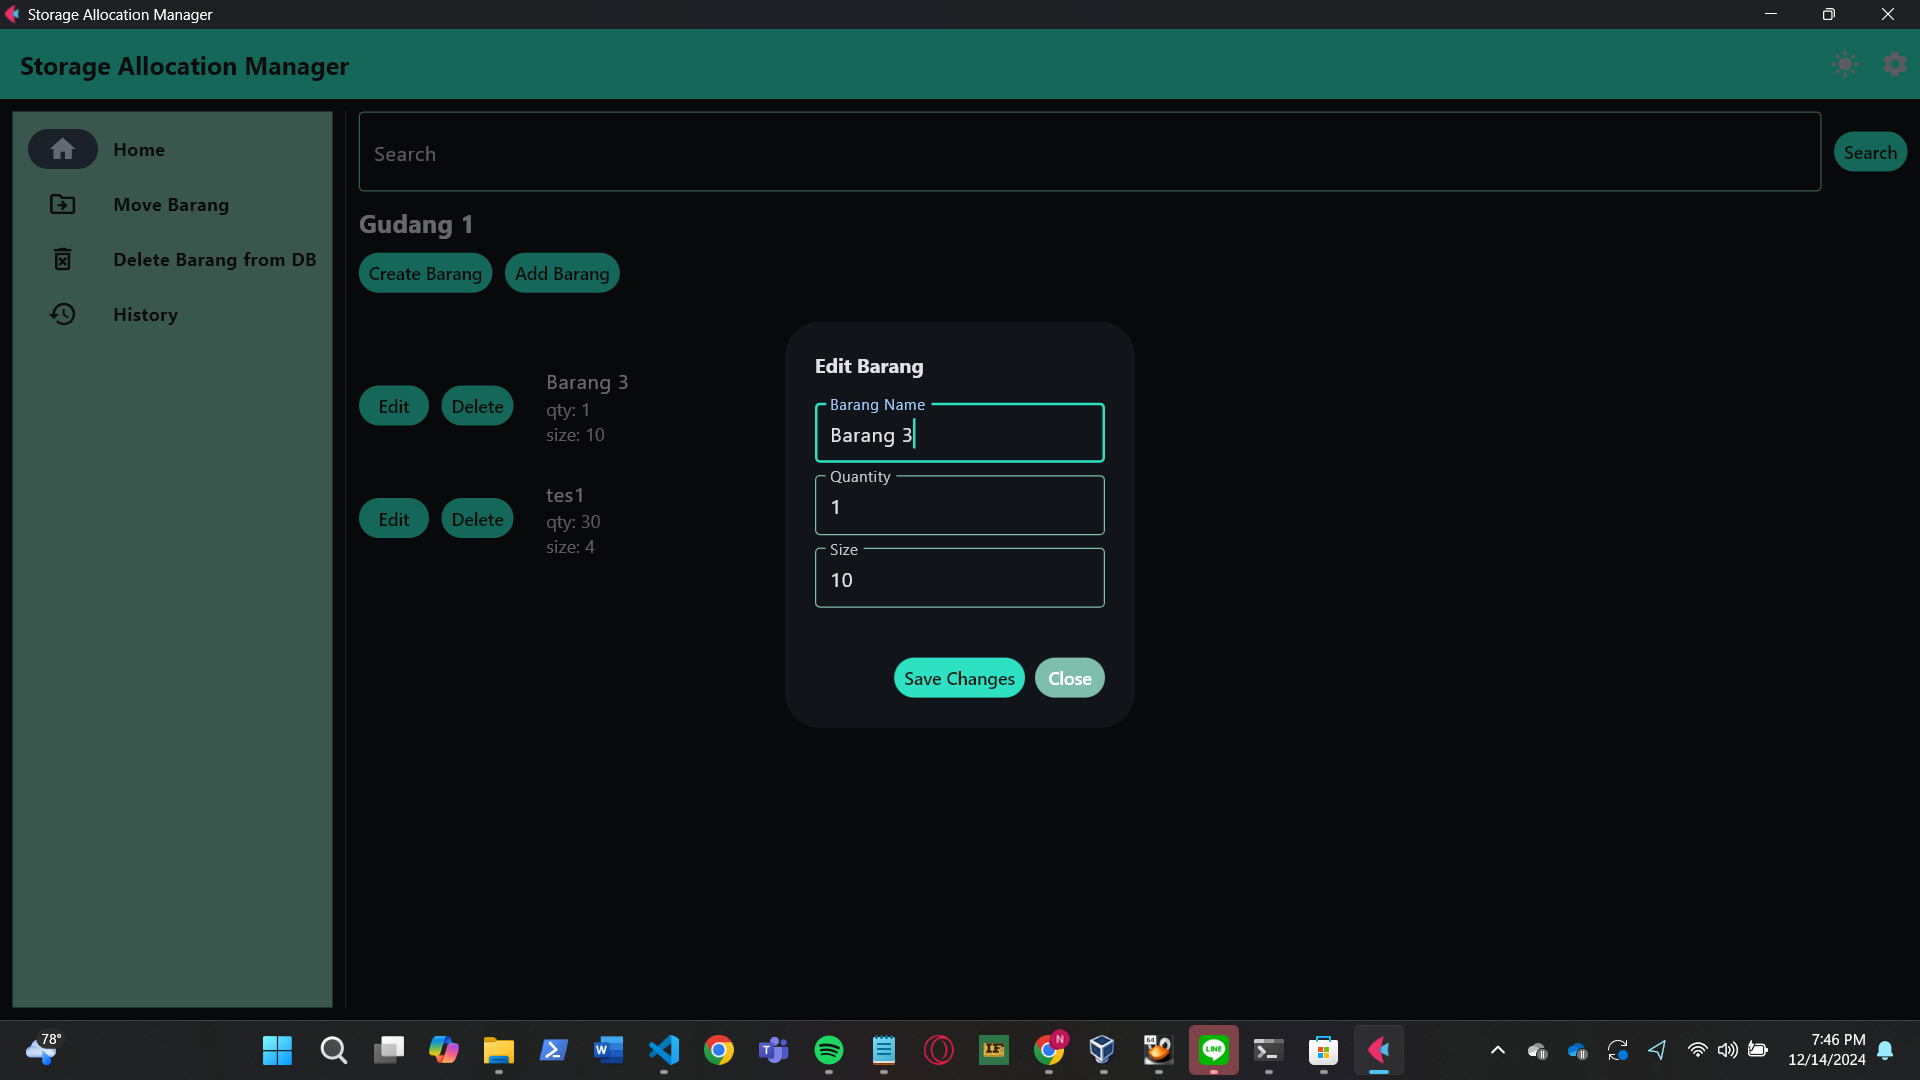 Storage Allocation Manager
Storage Allocation Manager
Home
Move Barang
Delete Barang from DB
History
Search
Search
Gudang 1
Create Barang
Add Barang
Edit
Delete
Barang 3
qty: 1
size: 10
Edit
Delete
tes1
qty: 30
size: 4
Edit Barang
Barang Name
Barang 3
Quantity
1
Size
10
Save Changes
Close
78°
W
T
64
LF
N
LINE
7:46 PM
12/14/2024